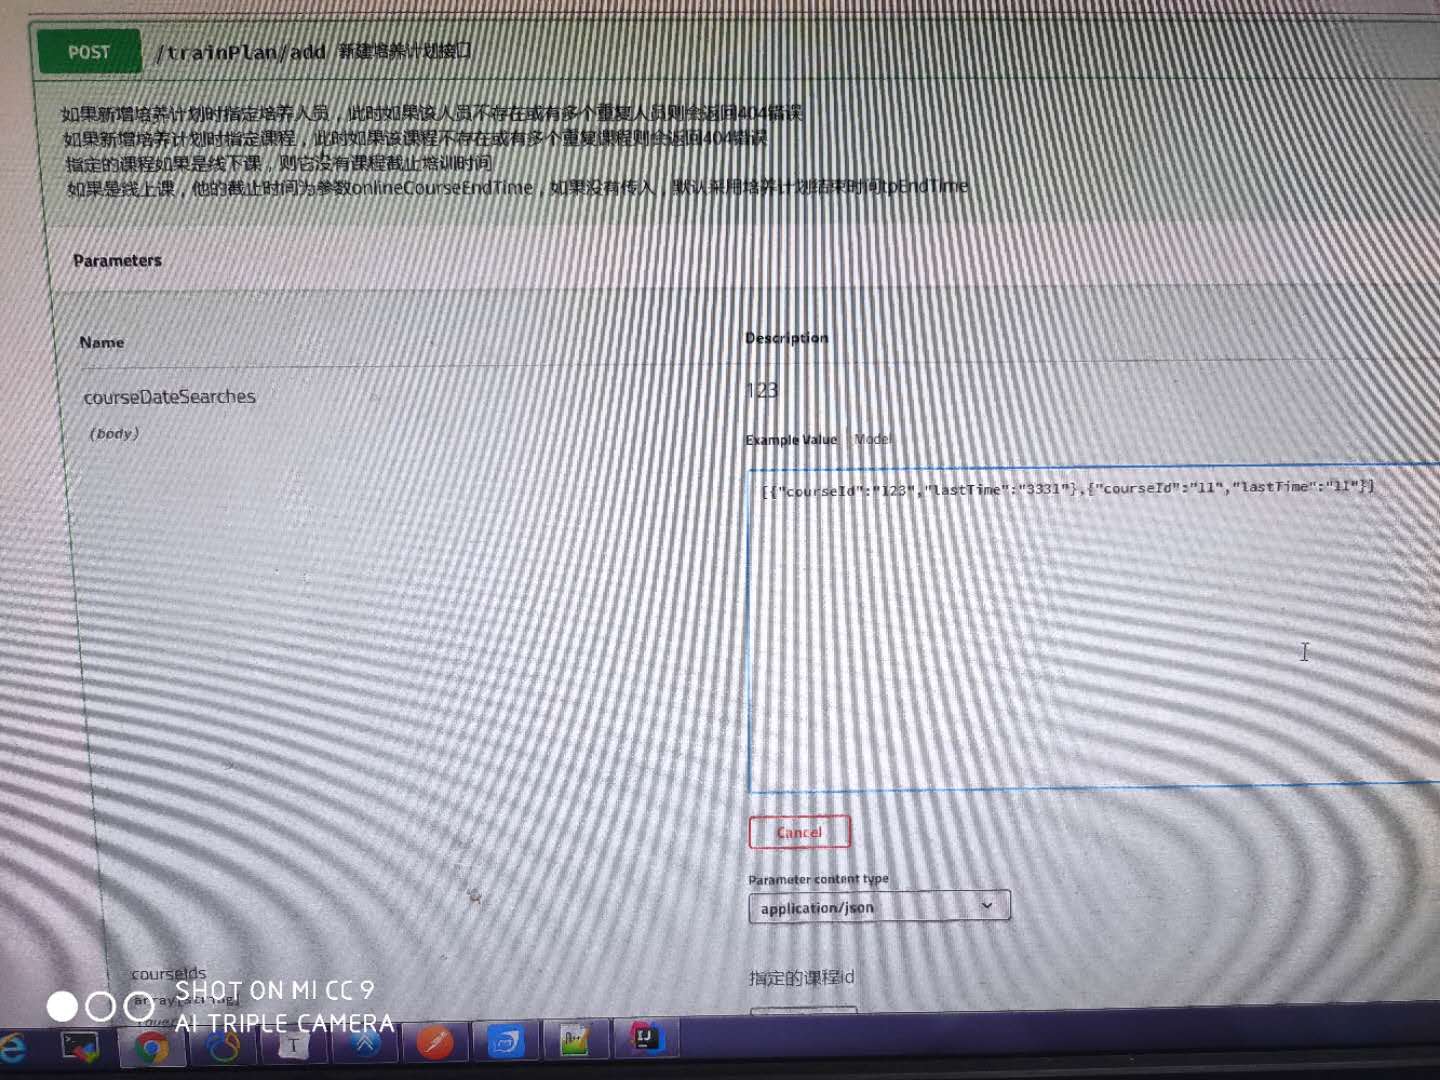 POST /trainPlan/add 新建培养计划接口
如果新增培养计划时指定培养人员，此时如果该人员不存在或有多个重复人员则会返回404错误
如果新增培养计划时指定课程，此时如果该课程不存在或有多个重复课程则会返回404错误
指定的课程如果是线下课，则它没有课程截止培训时间
如果是线上课，他的截止时间为参数onlineCourseEndTime，如果没有传入，默认采用培养计划结束时间tpEndTime
Parameters
Name Description
courseDateSearches 123
(body)
Example Value Model
[{"courseId":"123","lastTime":"3331"},{"courseId":"11","lastTime":"11"}]
Cancel
Parameter content type
application/json
courseIds 指定的课程id
SHOT ON MI CC 9
AI TRIPLE CAMERA